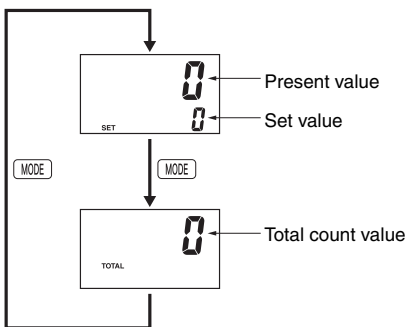 0
Present value
0
Set value
SET
MODE
MODE
0
Total count value
TOTAL